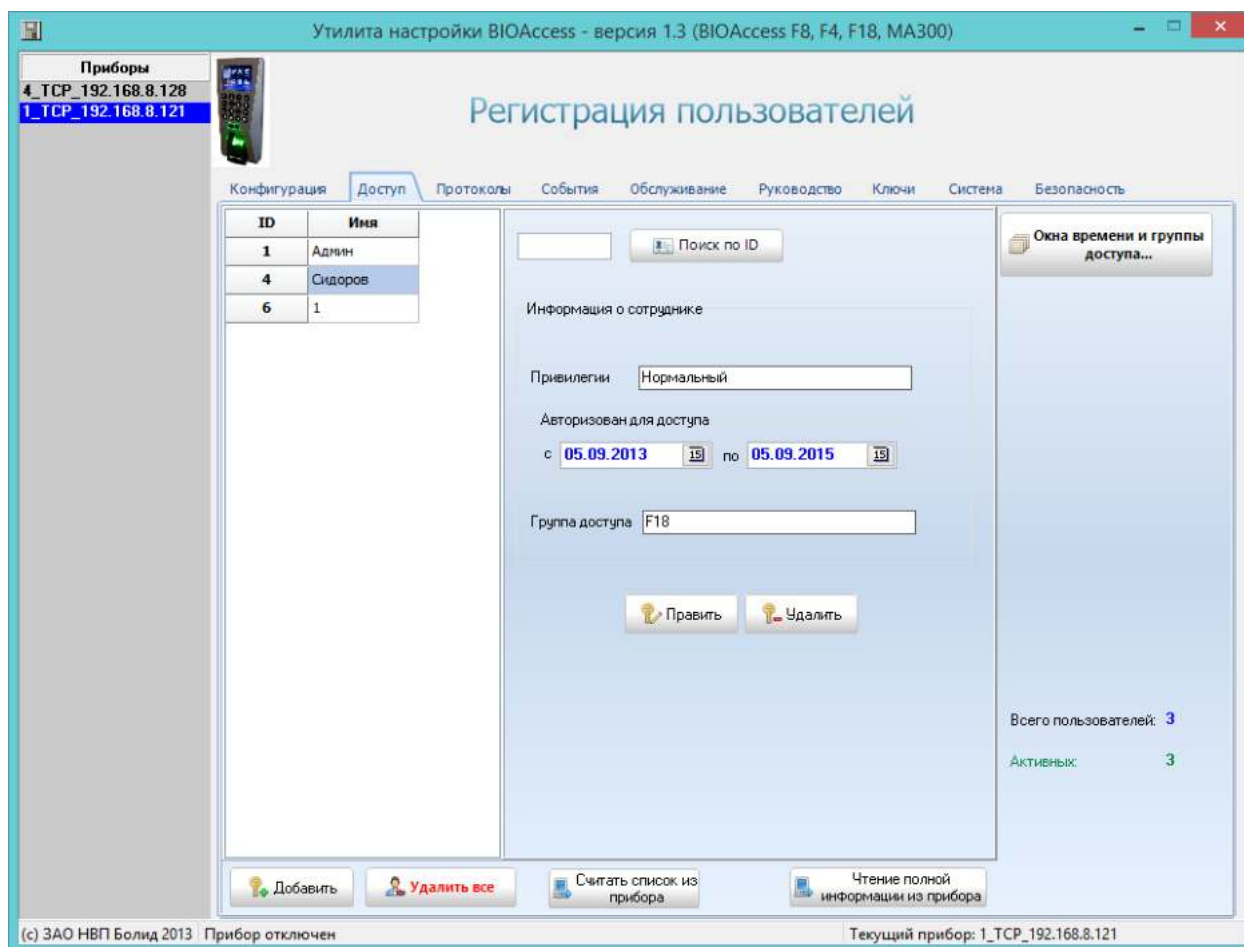 Утилита настройки BIOAccess - версия 1.3 (BIOAccess F8, F4, F18, MA300)
Приборы
4_TCP_192.168.8.128
1_TCP_192.168.8.121
Регистрация пользователей
Конфигурация Доступ Протоколы События Обслуживание Руководство Ключи Система Безопасность
ID Имя
1 Админ
4 Сидоров
6 1
Поиск по ID
Информация о сотруднике
Привилегии Нормальный
Авторизован для доступа
с 05.09.2013 15 по 05.09.2015 15
Группа доступа F18
Править Удалить
Окна времени и группы
доступа...
Всего пользователей: 3
Активных: 3
Добавить
Удалить все
Считать список из
прибора
Чтение полной
информации из прибора
(c) ЗАО НВП Болид 2013 Прибор отключен Текущий прибор: 1_TCP_192.168.8.121